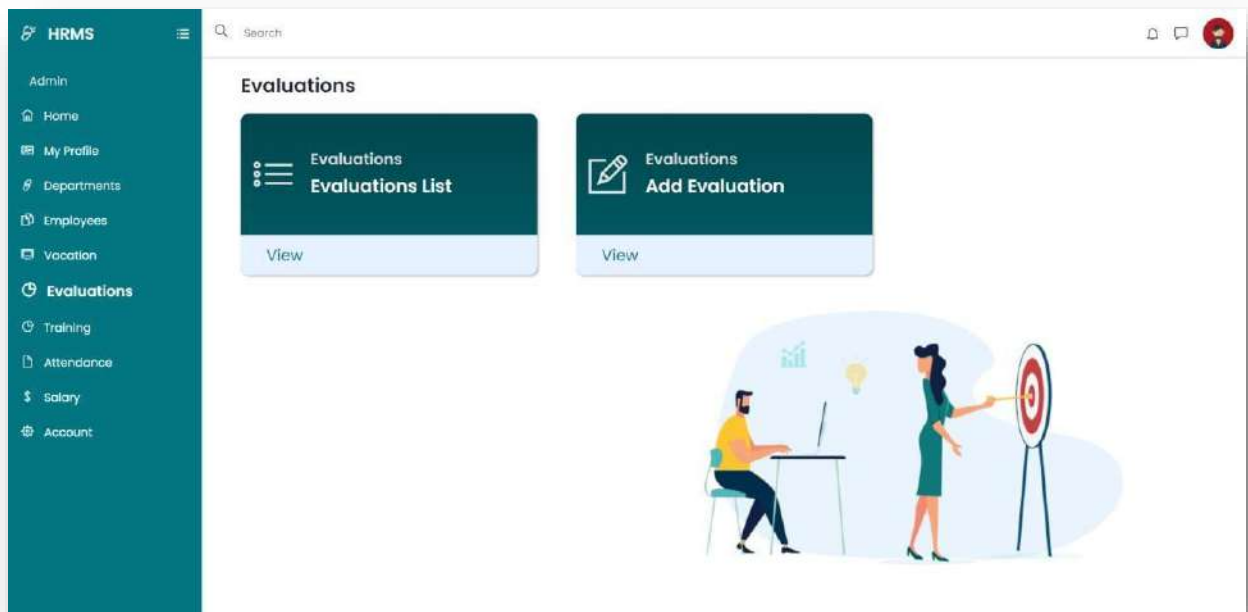 HRMS
Search
Admin
Home
My Profile
Departments
Employees
Vacation
Evaluations
Training
Attendance
$ Salary
Account
Evaluations
Evaluations
Evaluations List
View
Evaluations
Add Evaluation
View